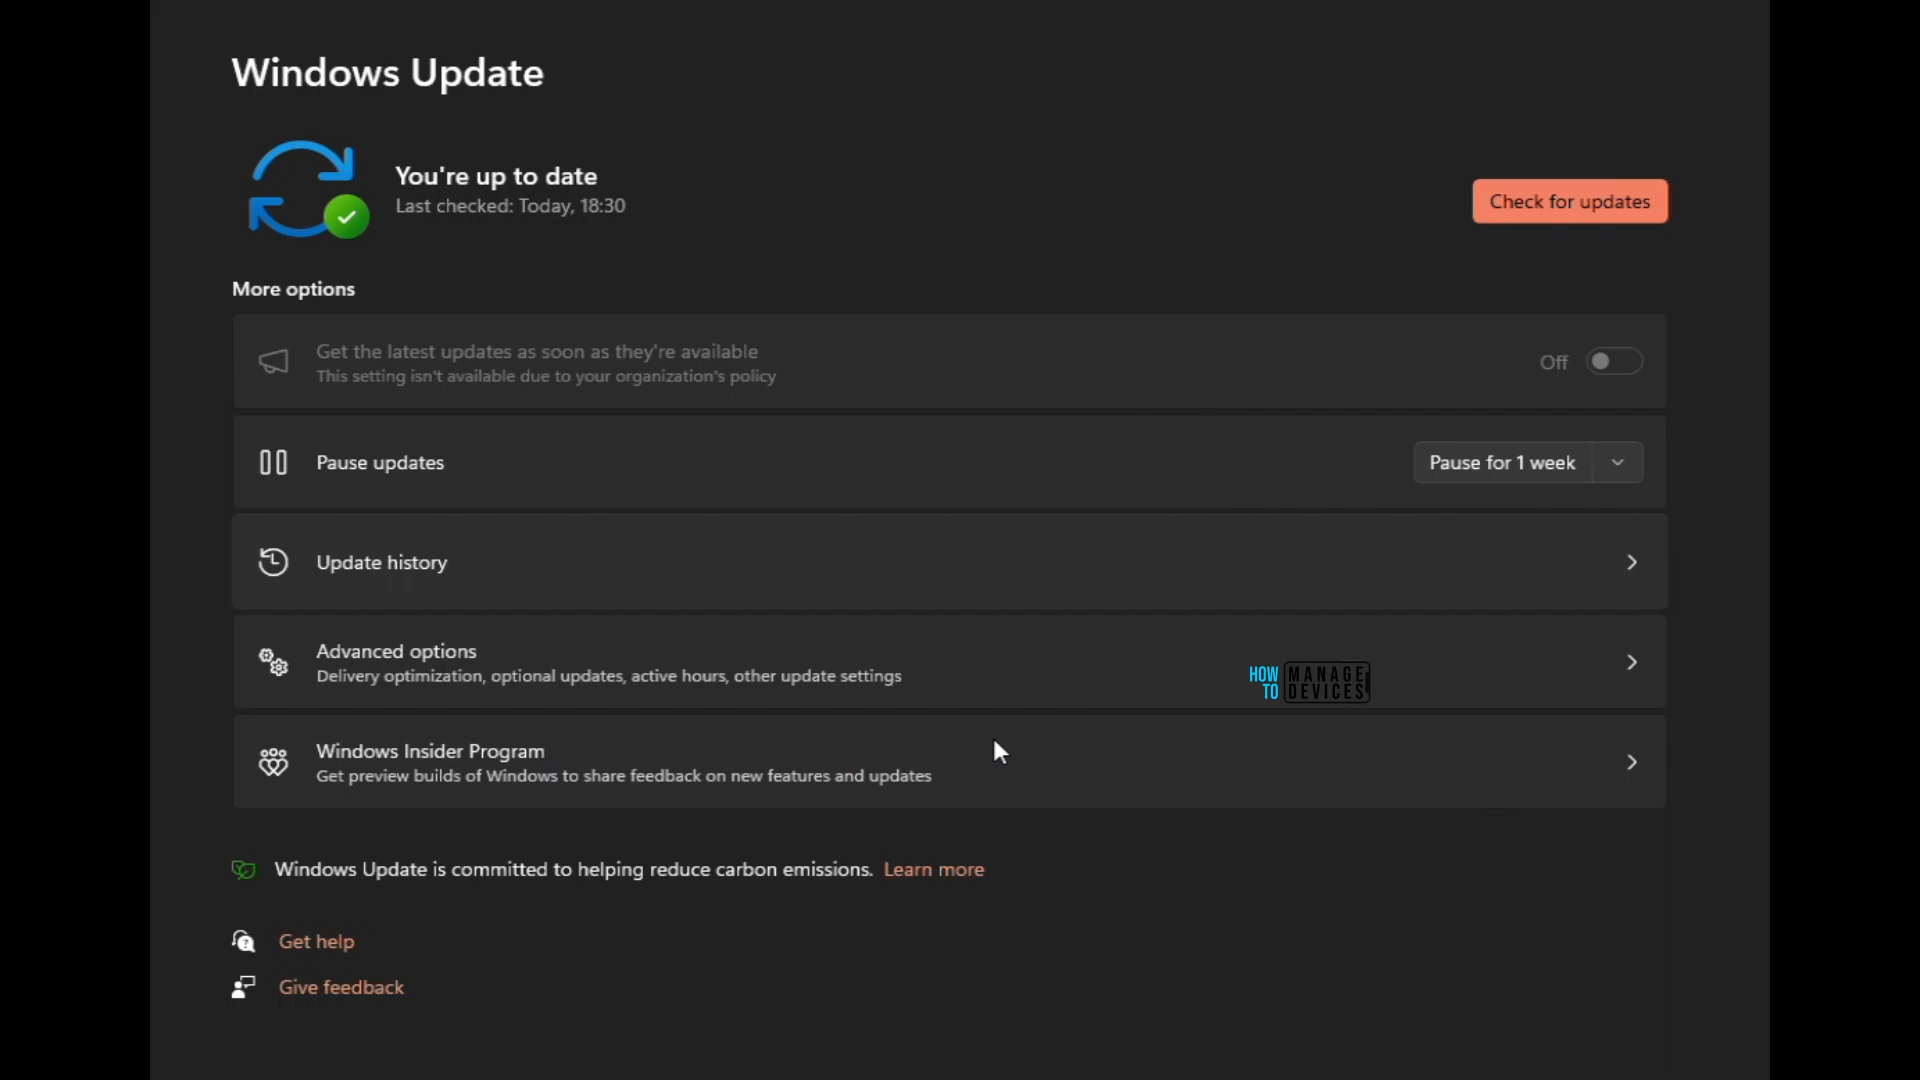 Windows Update
You're up to date
Last checked: Today, 18:30
Check for updates
More options
Get the latest updates as soon as they're available
This setting isn't available due to your organization's policy
Off
Pause updates
Pause for 1 week
Update history
Advanced options
Delivery optimization, optional updates, active hours, other update settings
HOW MANAGE
TO DEVICES
Windows Insider Program
Get preview builds of Windows to share feedback on new features and updates
Windows Update is committed to helping reduce carbon emissions. Learn more
Get help
Give feedback